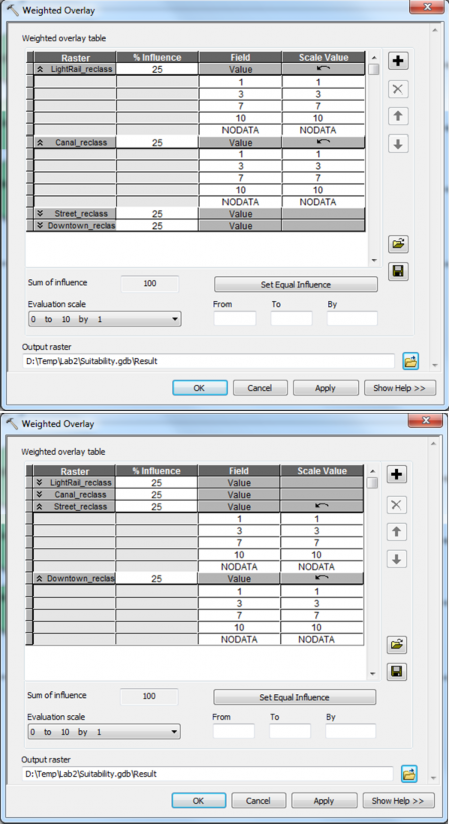 Weighted Overlay
Weighted overlay table
Raster % Influence Field Scale Value
LightRail_reclass 25 Value
1 1
3 3
7 7
10 10
NODATA NODATA
Canal_reclass 25 Value
1 1
3 3
7 7
10 10
NODATA NODATA
Street_reclass 25 Value
Downtown_reclas 25 Value
Sum of influence 100 Set Equal Influence
Evaluation scale From To By
0 to 10 by 1
Output raster
D:\Temp\Lab2\Suitability.gdb\Result
OK Cancel Apply Show Help >>
Weighted Overlay
Weighted overlay table
Raster % Influence Field Scale Value
LightRail_reclass 25 Value
Canal_reclass 25 Value
Street_reclass 25 Value
1 1
3 3
7 7
10 10
NODATA NODATA
Downtown_reclas 25 Value
1 1
3 3
7 7
10 10
NODATA NODATA
Sum of influence 100 Set Equal Influence
Evaluation scale From To By
0 to 10 by 1
Output raster
D:\Temp\Lab2\Suitability.gdb\Result
OK Cancel Apply Show Help >>